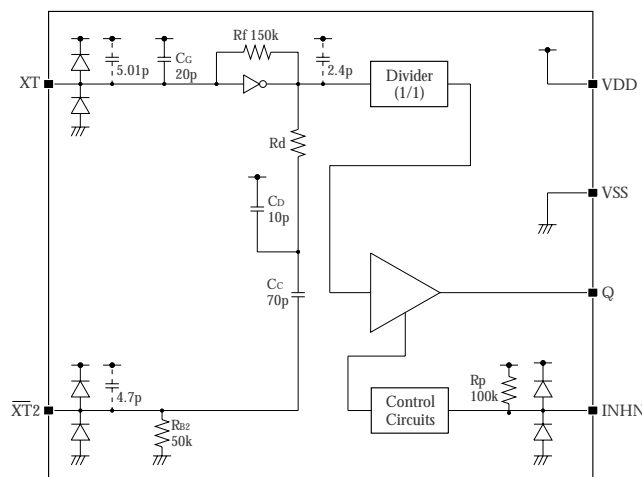 Rf 150k
CG
20p
5.01p
2.4p
XT
Divider
(1/1)
VDD
Rd
CD
10p
VSS
CC
70p
Q
4.7p
Rp
100k
XT2
RB2
50k
Control
Circuits
INHN